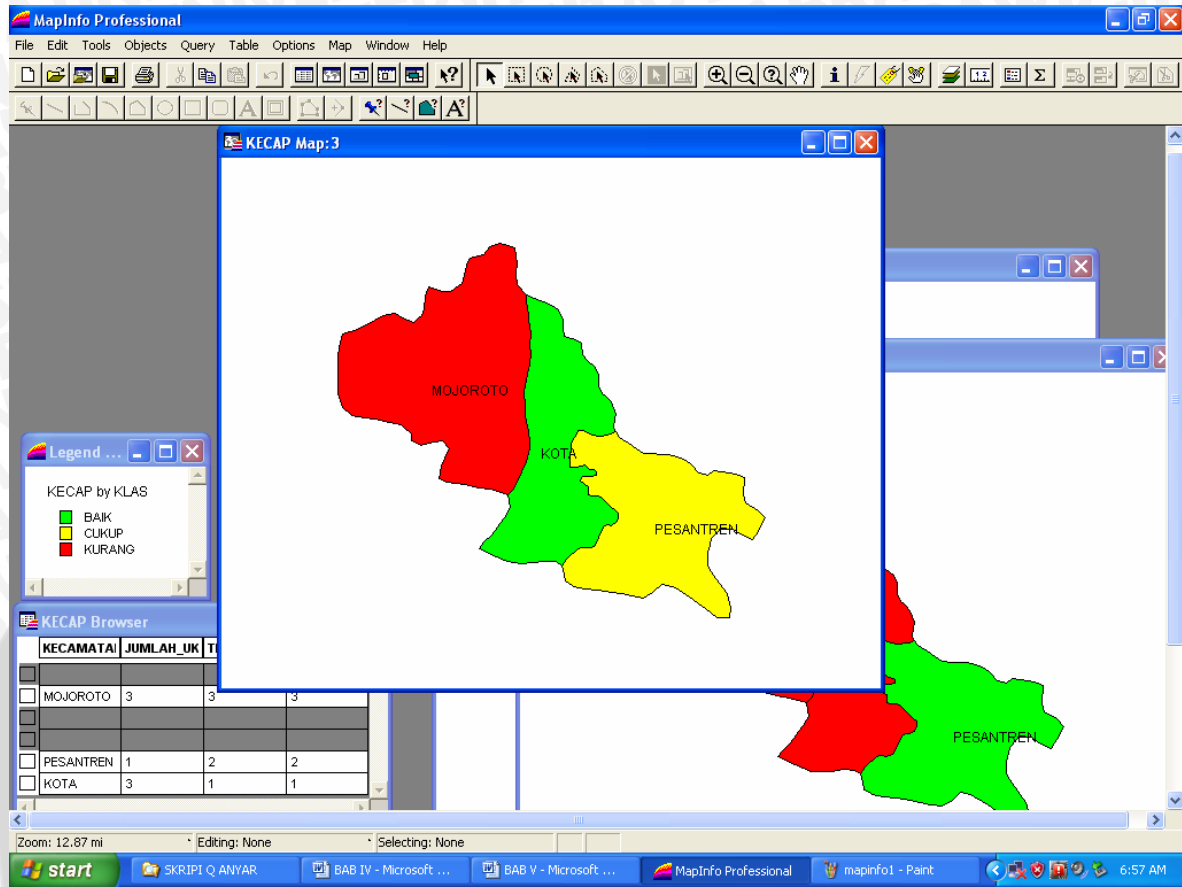 MapInfo Professional
File Edit Tools Objects Query Table Options Map Window Help
KECAP Map:3
MOJOROTO
KOTA
PESANTREN
Legend ...
KECAP by KLAS
BAIK
CUKUP
KURANG
KECAP Browser
KECAMATA JUMLAH_UK
MOJOROTO 3 3 3
PESANTREN 1 2 2
KOTA 3 1 1
PESANTREN
Zoom: 12.87 mi Editing: None Selecting: None
start SKRIPI Q ANYAR BAB IV - Microsoft ... BAB V - Microsoft ... MapInfo Professional mapinfo1 - Paint 6:57 AM